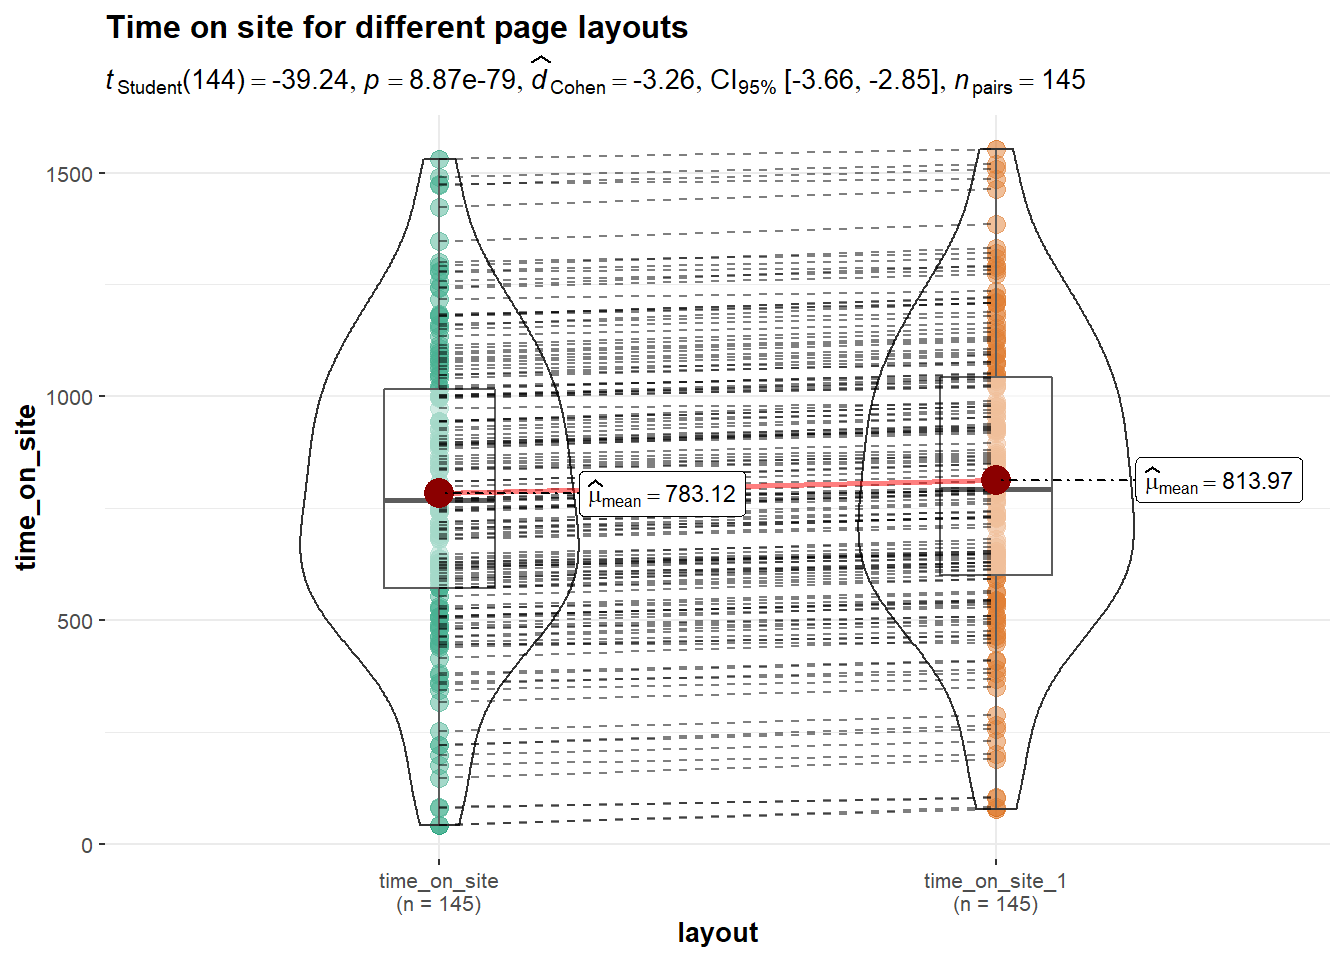 Time on site for different page layouts
t Student(144) = -39.24, p = 8.87e-79, d̂ Cohen = -3.26, CI95% [-3.66, -2.85], n pairs = 145
1500
1000
500
0
time_on_site
μ̂ mean = 783.12
μ̂ mean = 813.97
time_on_site
(n = 145)
time_on_site_1
(n = 145)
layout